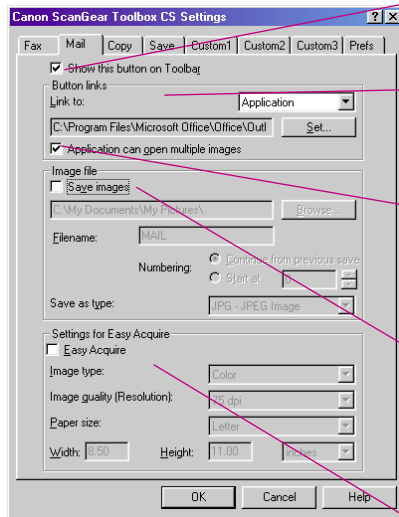 Canon ScanGear Toolbox CS Settings
Fax Mail Copy Save Custom1 Custom2 Custom3 Prefs
Show this button on Toolbar
Button links
Link to: Application
C:\Program Files\Microsoft Office\Office\Outl Set...
Application can open multiple images
Image file
Save images
C:\My Documents\My Pictures\ Browse...
Filename: MAIL
Numbering: Continue from previous save
Start at 0
Save as type: JPG - JPEG Image
Settings for Easy Acquire
Easy Acquire
Image type: Color
Image quality (Resolution): 75 dpi
Paper size: Letter
Width: 8.50 Height: 11.00 inches
OK Cancel Help